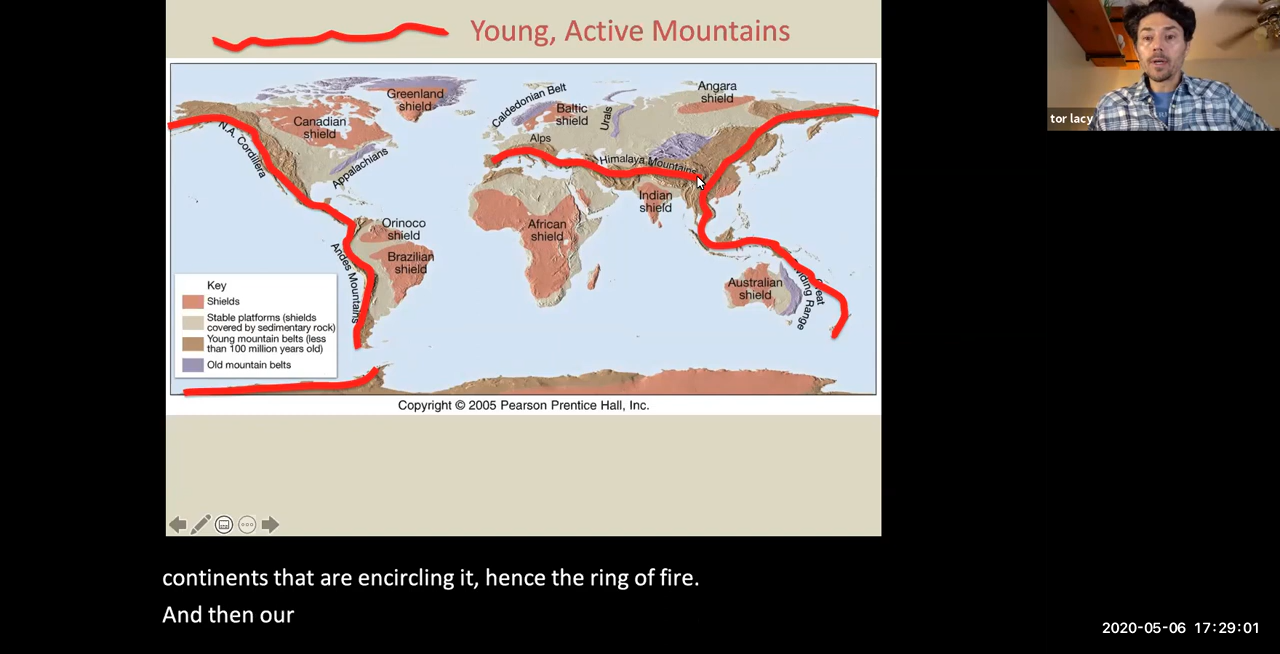 Young, Active Mountains
tor lacy
Greenland
shield
Canadian
shield
Caldedonian Belt
Baltic
shield
Urals
Angara
shield
Alps
N.A. Cordillera
Appalachians
Himalaya Mountains
Indian
shield
African
shield
Orinoco
shield
Brazilian
shield
Andes Mountains
Australian
shield
Great
iding Range
Key
Shields
Stable platforms (shields
covered by sedimentary rock)
Young mountain belts (less
than 100 million years old)
Old mountain belts
Copyright © 2005 Pearson Prentice Hall, Inc.
continents that are encircling it, hence the ring of fire.
And then our
2020-05-06 17:29:01